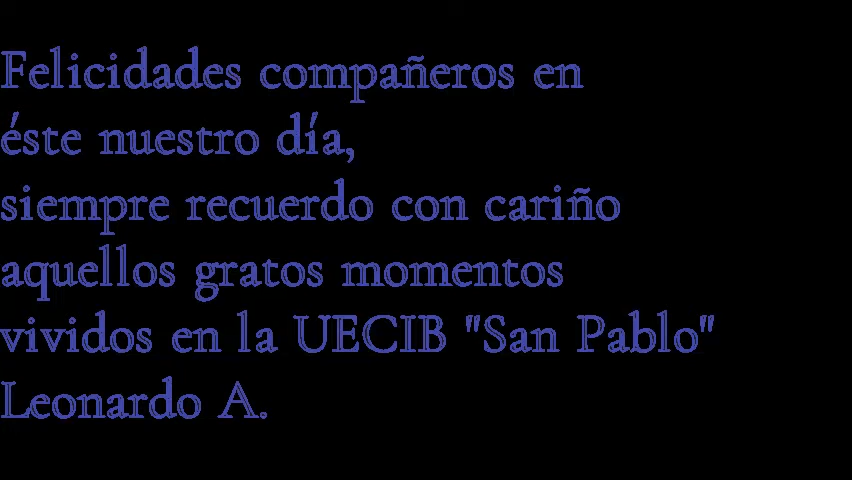 Felicidades compañeros en
éste nuestro día,
siempre recuerdo con cariño
aquellos gratos momentos
vividos en la UECIB "San Pablo"
Leonardo A.